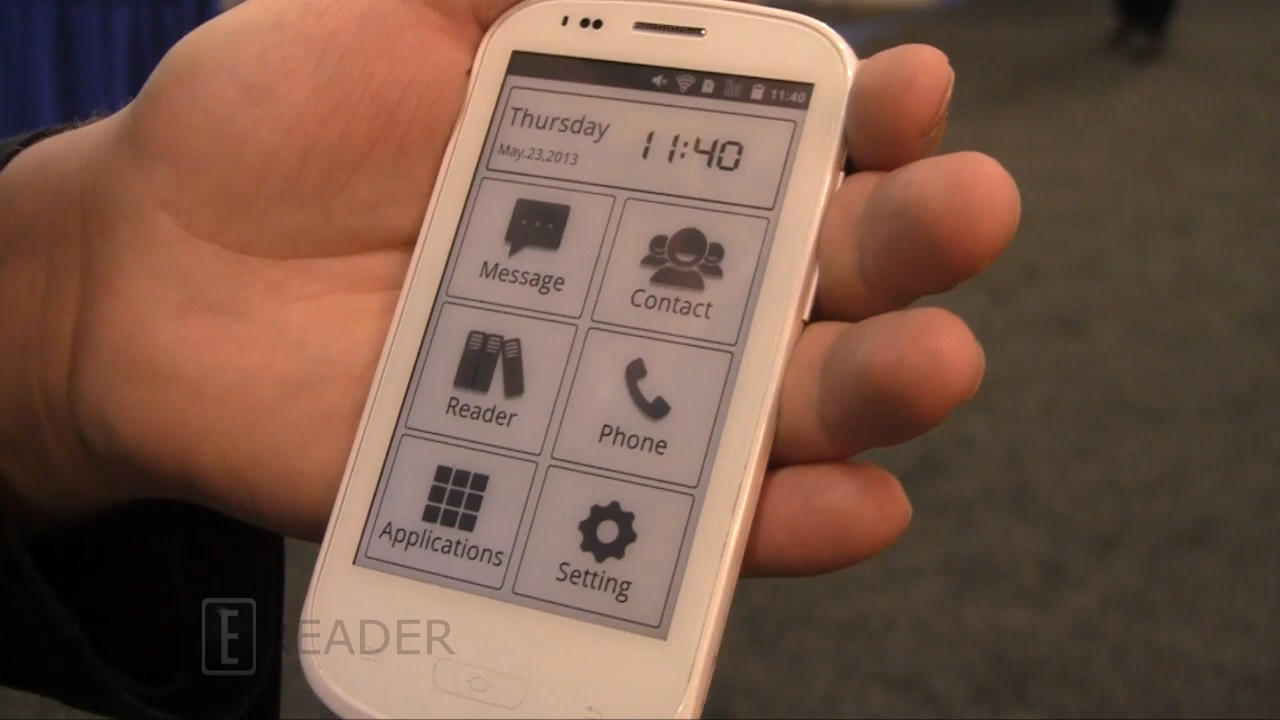 11:40
Thursday
11:40
May.23,2013
Message
Contact
Reader
Phone
Applications
Setting
E READER